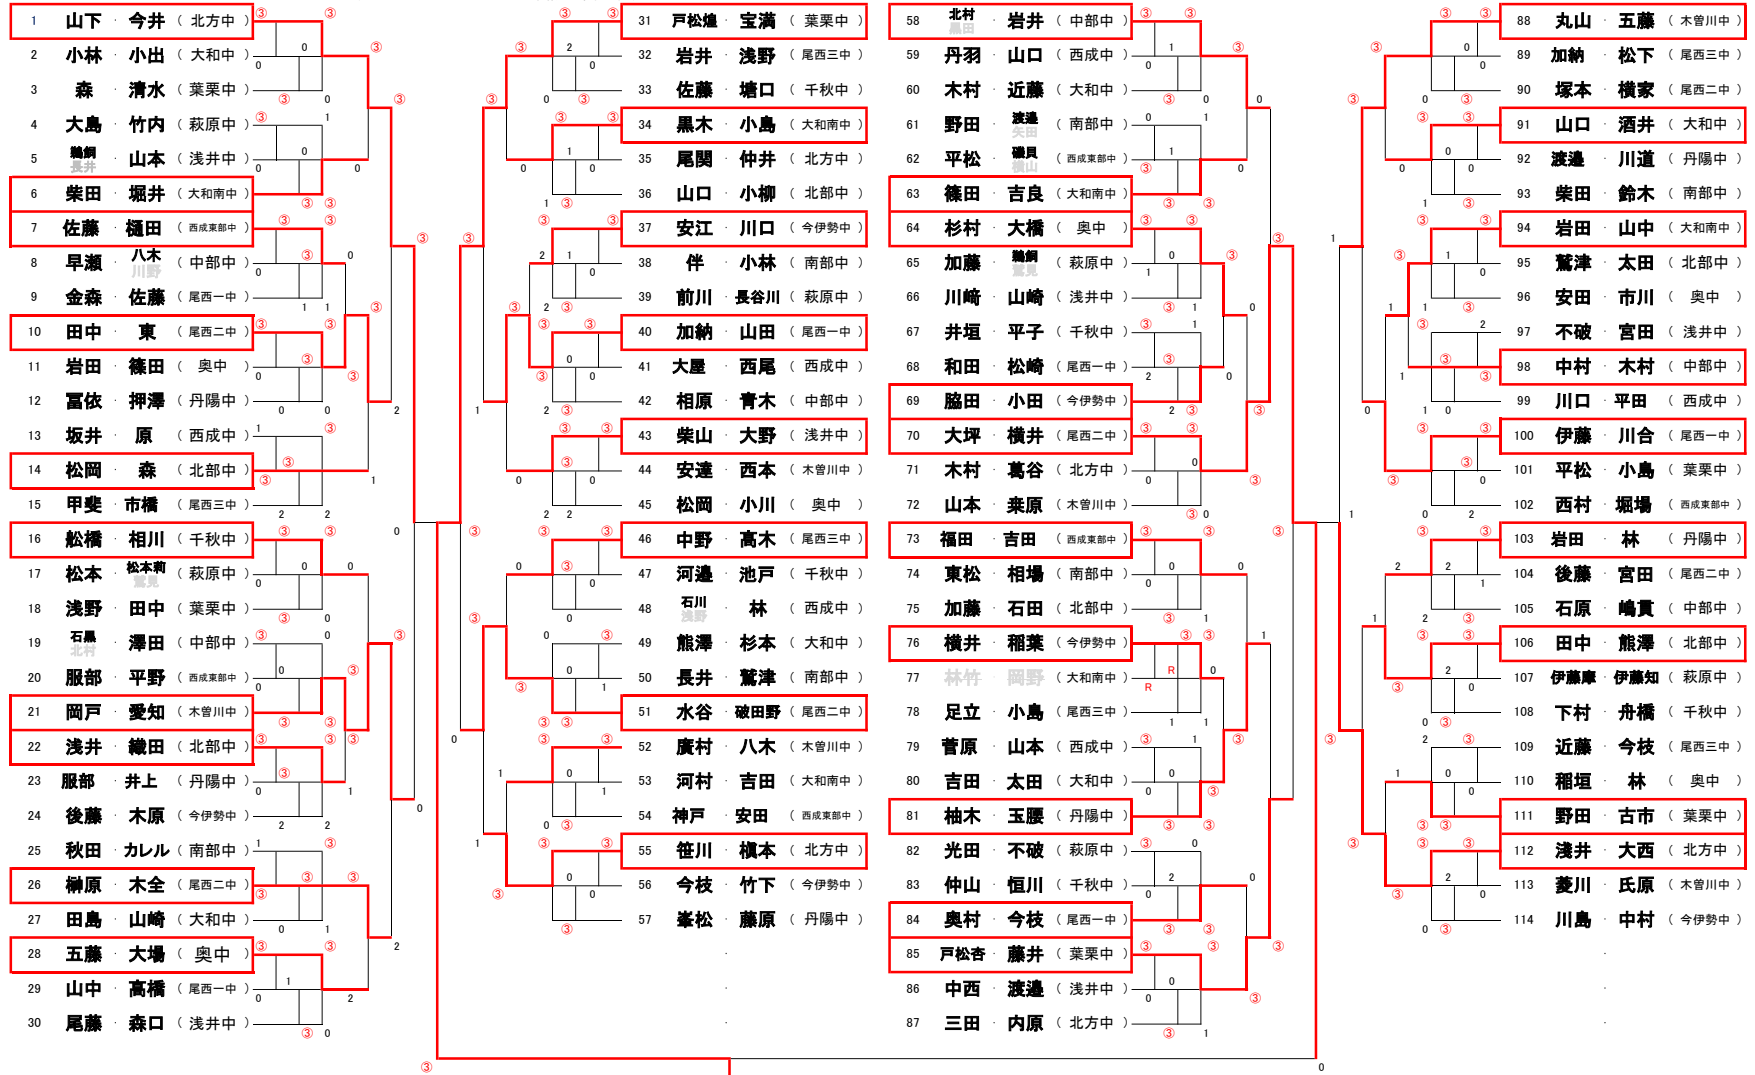 1 山下 · 今井 ( 北方中 )
2 小林 · 小出 ( 大和中 )
3 森 · 清水 ( 葉栗中 )
4 大島 · 竹内 ( 萩原中 )
5 鵜飼 長井 · 山本 ( 浅井中 )
6 柴田 · 堀井 ( 大和南中 )
7 佐藤 · 樋田 ( 西成東部中 )
8 早瀬 · 八木 川野 ( 中部中 )
9 金森 · 佐藤 ( 尾西一中 )
10 田中 · 東 ( 尾西二中 )
11 岩田 · 篠田 ( 奥中 )
12 冨依 · 押澤 ( 丹陽中 )
13 坂井 · 原 ( 西成中 )
14 松岡 · 森 ( 北部中 )
15 甲斐 · 市橋 ( 尾西三中 )
16 舩橋 · 相川 ( 千秋中 )
17 松本 · 松本莉 鷲見 ( 萩原中 )
18 浅野 · 田中 ( 葉栗中 )
19 石黒 北村 · 澤田 ( 中部中 )
20 服部 · 平野 ( 西成東部中 )
21 岡戸 · 愛知 ( 木曽川中 )
22 浅井 · 織田 ( 北部中 )
23 服部 · 井上 ( 丹陽中 )
24 後藤 · 木原 ( 今伊勢中 )
25 秋田 · カレル ( 南部中 )
26 榊原 · 木全 ( 尾西二中 )
27 田島 · 山崎 ( 大和中 )
28 五藤 · 大場 ( 奥中 )
29 山中 · 高橋 ( 尾西一中 )
30 尾藤 · 森口 ( 浅井中 )
31 戸松煌 · 宝満 ( 葉栗中 )
32 岩井 · 浅野 ( 尾西三中 )
33 佐藤 · 塘口 ( 千秋中 )
34 黒木 · 小島 ( 大和南中 )
35 尾関 · 仲井 ( 北方中 )
36 山口 · 小柳 ( 北部中 )
37 安江 · 川口 ( 今伊勢中 )
38 伴 · 小林 ( 南部中 )
39 前川 · 長谷川 ( 萩原中 )
40 加納 · 山田 ( 尾西一中 )
41 大屋 · 西尾 ( 西成中 )
42 相原 · 青木 ( 中部中 )
43 柴山 · 大野 ( 浅井中 )
44 安達 · 西本 ( 木曽川中 )
45 松岡 · 小川 ( 奥中 )
46 中野 · 高木 ( 尾西三中 )
47 河邉 · 池戸 ( 千秋中 )
48 石川 浅野 · 林 ( 西成中 )
49 熊澤 · 杉本 ( 大和中 )
50 長井 · 鷲津 ( 南部中 )
51 水谷 · 破田野 ( 尾西二中 )
52 廣村 · 八木 ( 木曽川中 )
53 河村 · 吉田 ( 大和南中 )
54 神戸 · 安田 ( 西成東部中 )
55 笹川 · 槇本 ( 北方中 )
56 今枝 · 竹下 ( 今伊勢中 )
57 峯松 · 藤原 ( 丹陽中 )
58 北村 黒田 · 岩井 ( 中部中 )
59 丹羽 · 山口 ( 西成中 )
60 木村 · 近藤 ( 大和中 )
61 野田 · 渡邉 矢田 ( 南部中 )
62 平松 · 磯貝 横山 ( 西成東部中 )
63 篠田 · 吉良 ( 大和南中 )
64 杉村 · 大橋 ( 奥中 )
65 加藤 · 鵜飼 鷲見 ( 萩原中 )
66 川﨑 · 山崎 ( 浅井中 )
67 井垣 · 平子 ( 千秋中 )
68 和田 · 松崎 ( 尾西一中 )
69 脇田 · 小田 ( 今伊勢中 )
70 大坪 · 横井 ( 尾西二中 )
71 木村 · 葛谷 ( 北方中 )
72 山本 · 桒原 ( 木曽川中 )
73 福田 · 吉田 ( 西成東部中 )
74 東松 · 相場 ( 南部中 )
75 加藤 · 石田 ( 北部中 )
76 横井 · 稲葉 ( 今伊勢中 )
77 林竹 · 岡野 ( 大和南中 )
78 足立 · 小島 ( 尾西三中 )
79 菅原 · 山本 ( 西成中 )
80 吉田 · 太田 ( 大和中 )
81 柚木 · 玉腰 ( 丹陽中 )
82 光田 · 不破 ( 萩原中 )
83 仲山 · 恒川 ( 千秋中 )
84 奥村 · 今枝 ( 尾西一中 )
85 戸松杏 · 藤井 ( 葉栗中 )
86 中西 · 渡邉 ( 浅井中 )
87 三田 · 内原 ( 北方中 )
88 丸山 · 五藤 ( 木曽川中 )
89 加納 · 松下 ( 尾西三中 )
90 塚本 · 横家 ( 尾西二中 )
91 山口 · 酒井 ( 大和中 )
92 渡邉 · 川道 ( 丹陽中 )
93 柴田 · 鈴木 ( 南部中 )
94 岩田 · 山中 ( 大和南中 )
95 鷲津 · 太田 ( 北部中 )
96 安田 · 市川 ( 奥中 )
97 不破 · 宮田 ( 浅井中 )
98 中村 · 木村 ( 中部中 )
99 川口 · 平田 ( 西成中 )
100 伊藤 · 川合 ( 尾西一中 )
101 平松 · 小島 ( 葉栗中 )
102 西村 · 堀場 ( 西成東部中 )
103 岩田 · 林 ( 丹陽中 )
104 後藤 · 宮田 ( 尾西二中 )
105 石原 · 嶋貫 ( 中部中 )
106 田中 · 熊澤 ( 北部中 )
107 伊藤摩 · 伊藤知 ( 萩原中 )
108 下村 · 舟橋 ( 千秋中 )
109 近藤 · 今枝 ( 尾西三中 )
110 稲垣 · 林 ( 奥中 )
111 野田 · 古市 ( 葉栗中 )
112 浅井 · 大西 ( 北方中 )
113 菱川 · 氏原 ( 木曽川中 )
114 川島 · 中村 ( 今伊勢中 )